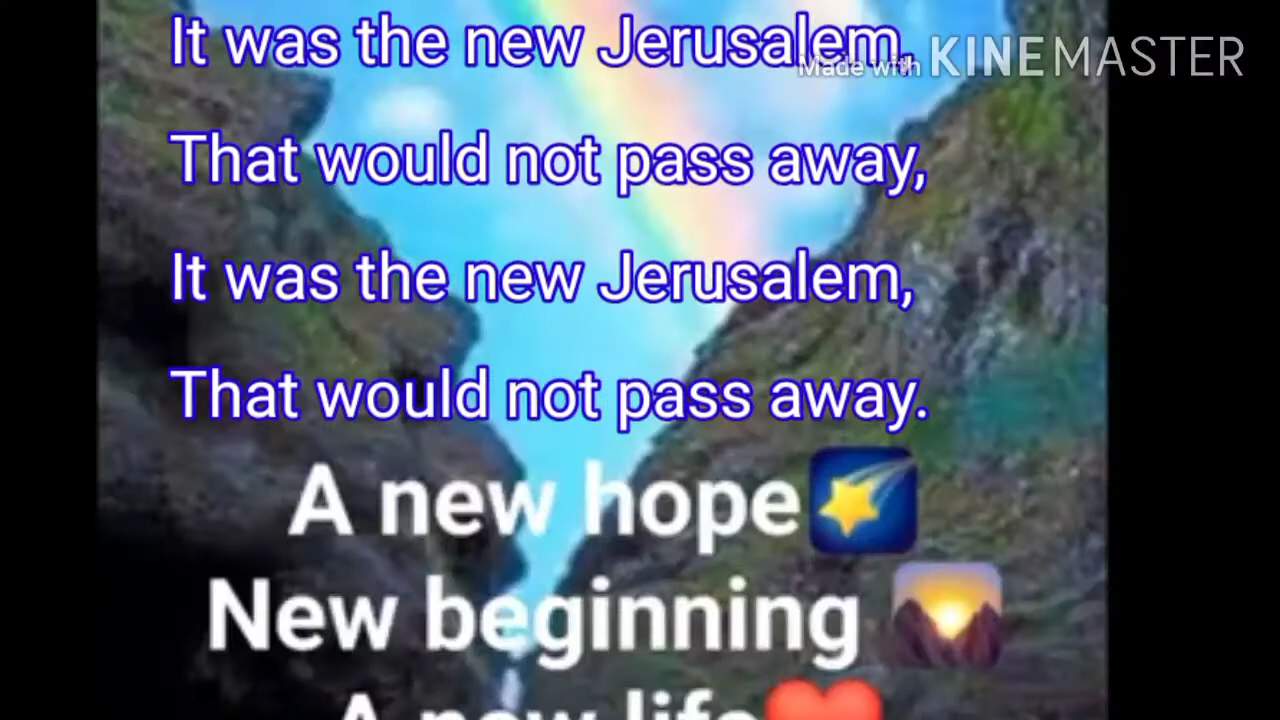 It was the new Jerusalem,
Made with KINEMASTER
That would not pass away,
It was the new Jerusalem,
That would not pass away.
A new hope🌠
New beginning 🌄
A new life❤️